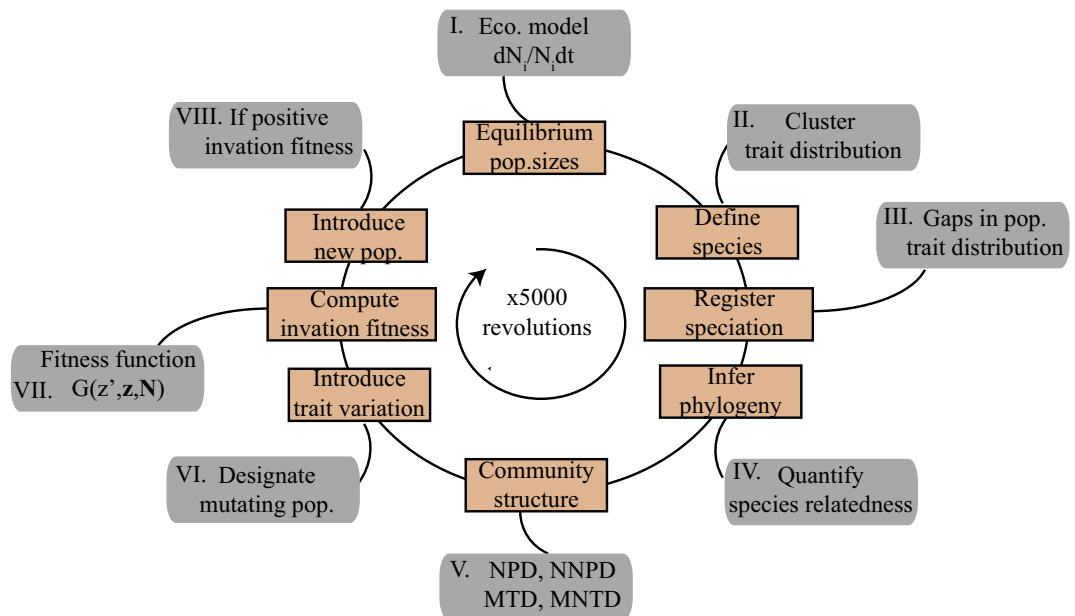 I. Eco. model
dNi/Nidt
Equilibrium
pop.sizes
II. Cluster
trait distribution
Define
species
III. Gaps in pop.
trait distribution
Register
speciation
Infer
phylogeny
IV. Quantify
species relatedness
Community
structure
V. NPD, NNPD
MTD, MNTD
Introduce
trait variation
VI. Designate
mutating pop.
Compute
invation fitness
Fitness function
VII. G(z’,z,N)
Introduce
new pop.
VIII. If positive
invation fitness
x5000
revolutions